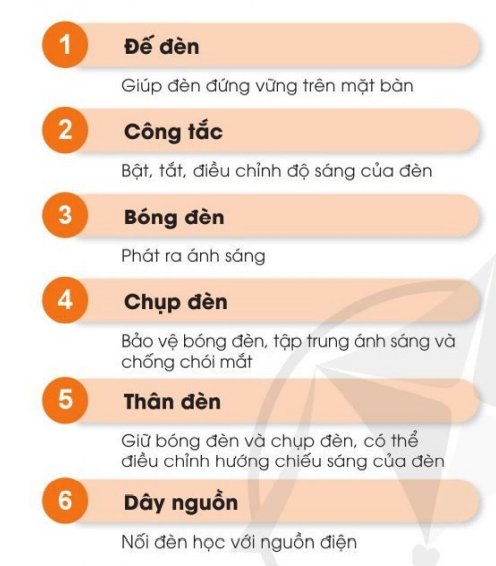 1 Đế đèn
Giúp đèn đứng vững trên mặt bàn
2 Công tắc
Bật, tắt, điều chỉnh độ sáng của đèn
3 Bóng đèn
Phát ra ánh sáng
4 Chụp đèn
Bảo vệ bóng đèn, tập trung ánh sáng và
chống chói mắt
5 Thân đèn
Giữ bóng đèn và chụp đèn, có thể
điều chỉnh hướng chiếu sáng của đèn
6 Dây nguồn
Nối đèn học với nguồn điện